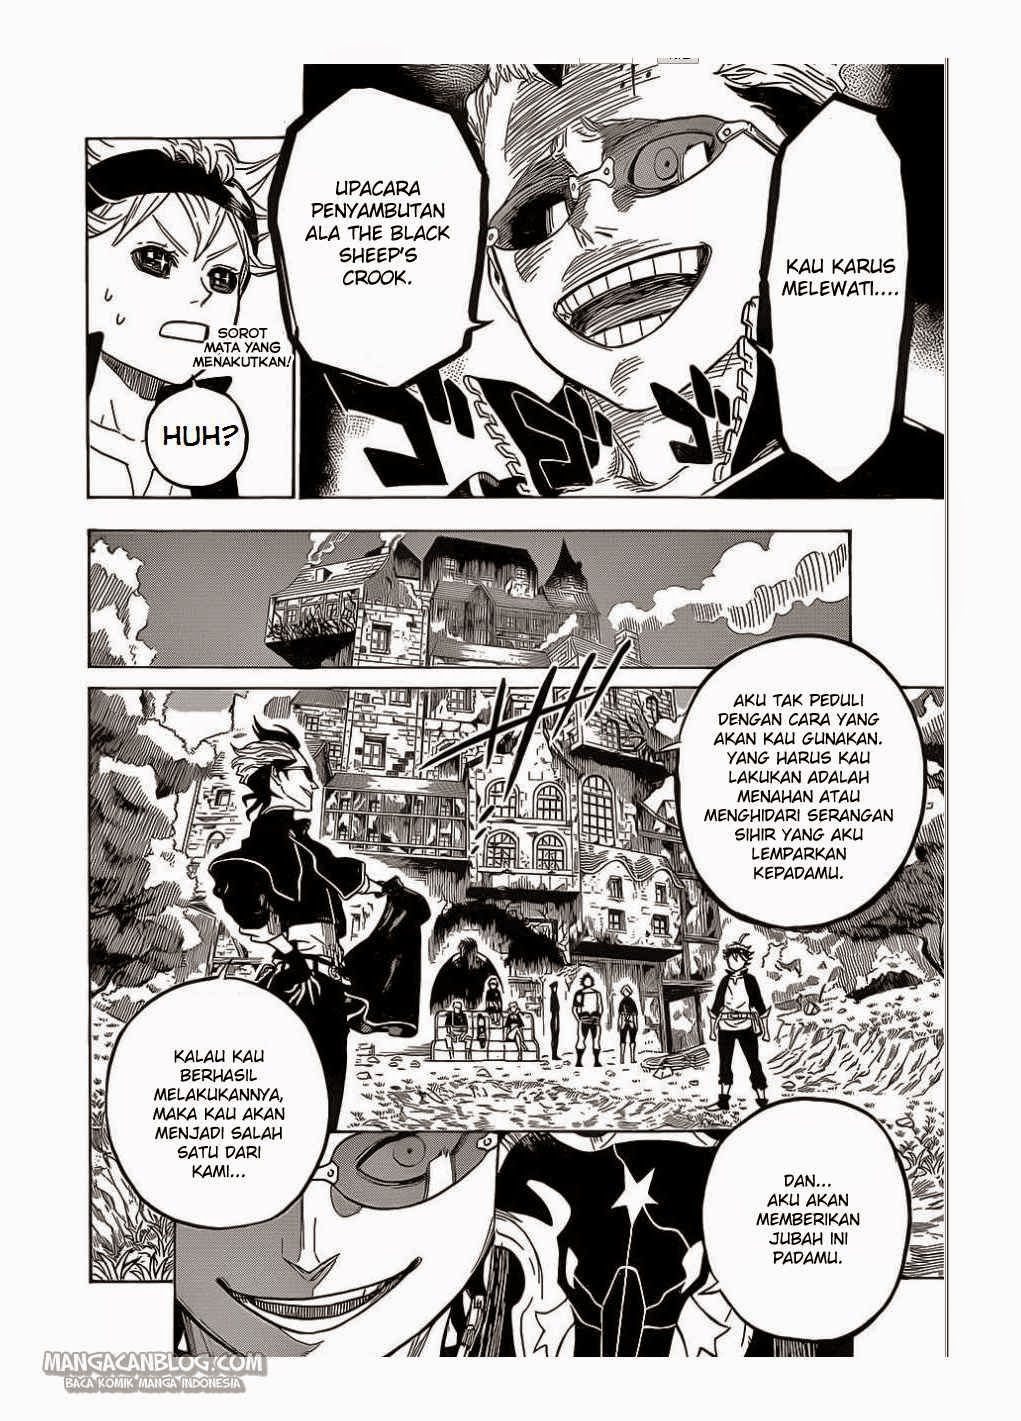 KAU KARUS
MELEWATI....
UPACARA
PENYAMBUTAN
ALA THE BLACK
SHEEP'S
CROOK.
SOROT
MATA YANG
MENAKUTKAN!
HUH?
ゴゴゴ
AKU TAK PEDULI
DENGAN CARA YANG
AKAN KAU GUNAKAN.
YANG HARUS KAU
LAKUKAN ADALAH
MENAHAN ATAU
MENGHIDARI SERANGAN
SIHIR YANG AKU
LEMPARKAN
KEPADAMU.
KALAU KAU
BERHASIL
MELAKUKANNYA,
MAKA KAU AKAN
MENJADI SALAH
SATU DARI
KAMI...
DAN...
AKU AKAN
MEMBERIKAN
JUBAH INI
PADAMU.
MANGACANBLOG.COM
BACA KOMIK MANGA INDONESIA